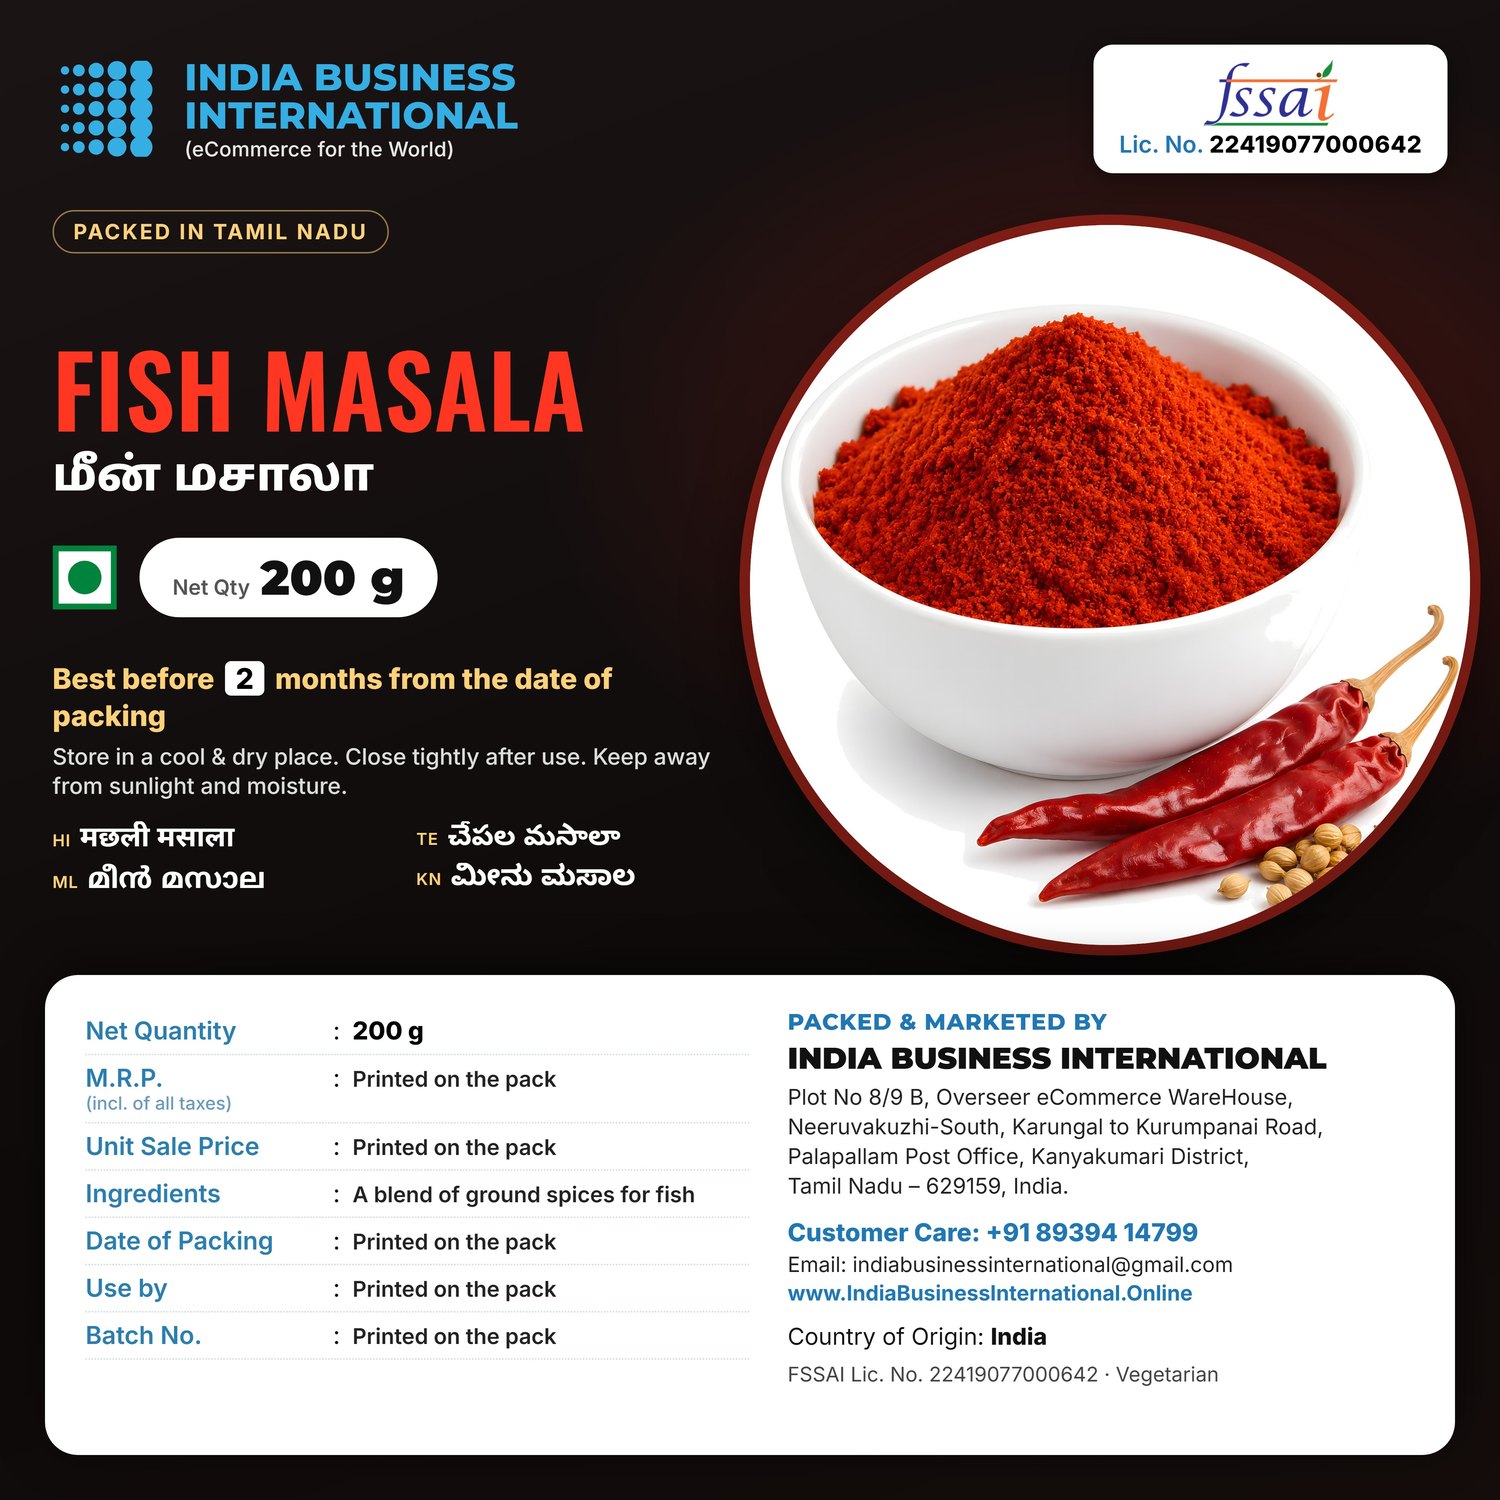 INDIA BUSINESS
INTERNATIONAL
(eCommerce for the World)
fssai
Lic. No. 22419077000642
PACKED IN TAMIL NADU
FISH MASALA
மீன் மசாலா
Net Qty 200 g
Best before 2 months from the date of
packing
Store in a cool & dry place. Close tightly after use. Keep away
from sunlight and moisture.
HI मछली मसाला
TE చేపల మసాలా
ML മീൻ മസാല
KN ಮೀನು ಮಸಾಲ
Net Quantity : 200 g
M.R.P. : Printed on the pack
(incl. of all taxes)
Unit Sale Price : Printed on the pack
Ingredients : A blend of ground spices for fish
Date of Packing : Printed on the pack
Use by : Printed on the pack
Batch No. : Printed on the pack
PACKED & MARKETED BY
INDIA BUSINESS INTERNATIONAL
Plot No 8/9 B, Overseer eCommerce WareHouse,
Neeruvakuzhi-South, Karungal to Kurumpanai Road,
Palapallam Post Office, Kanyakumari District,
Tamil Nadu – 629159, India.
Customer Care: +91 89394 14799
Email: indiabusinessinternational@gmail.com
www.IndiaBusinessInternational.Online
Country of Origin: India
FSSAI Lic. No. 22419077000642 · Vegetarian